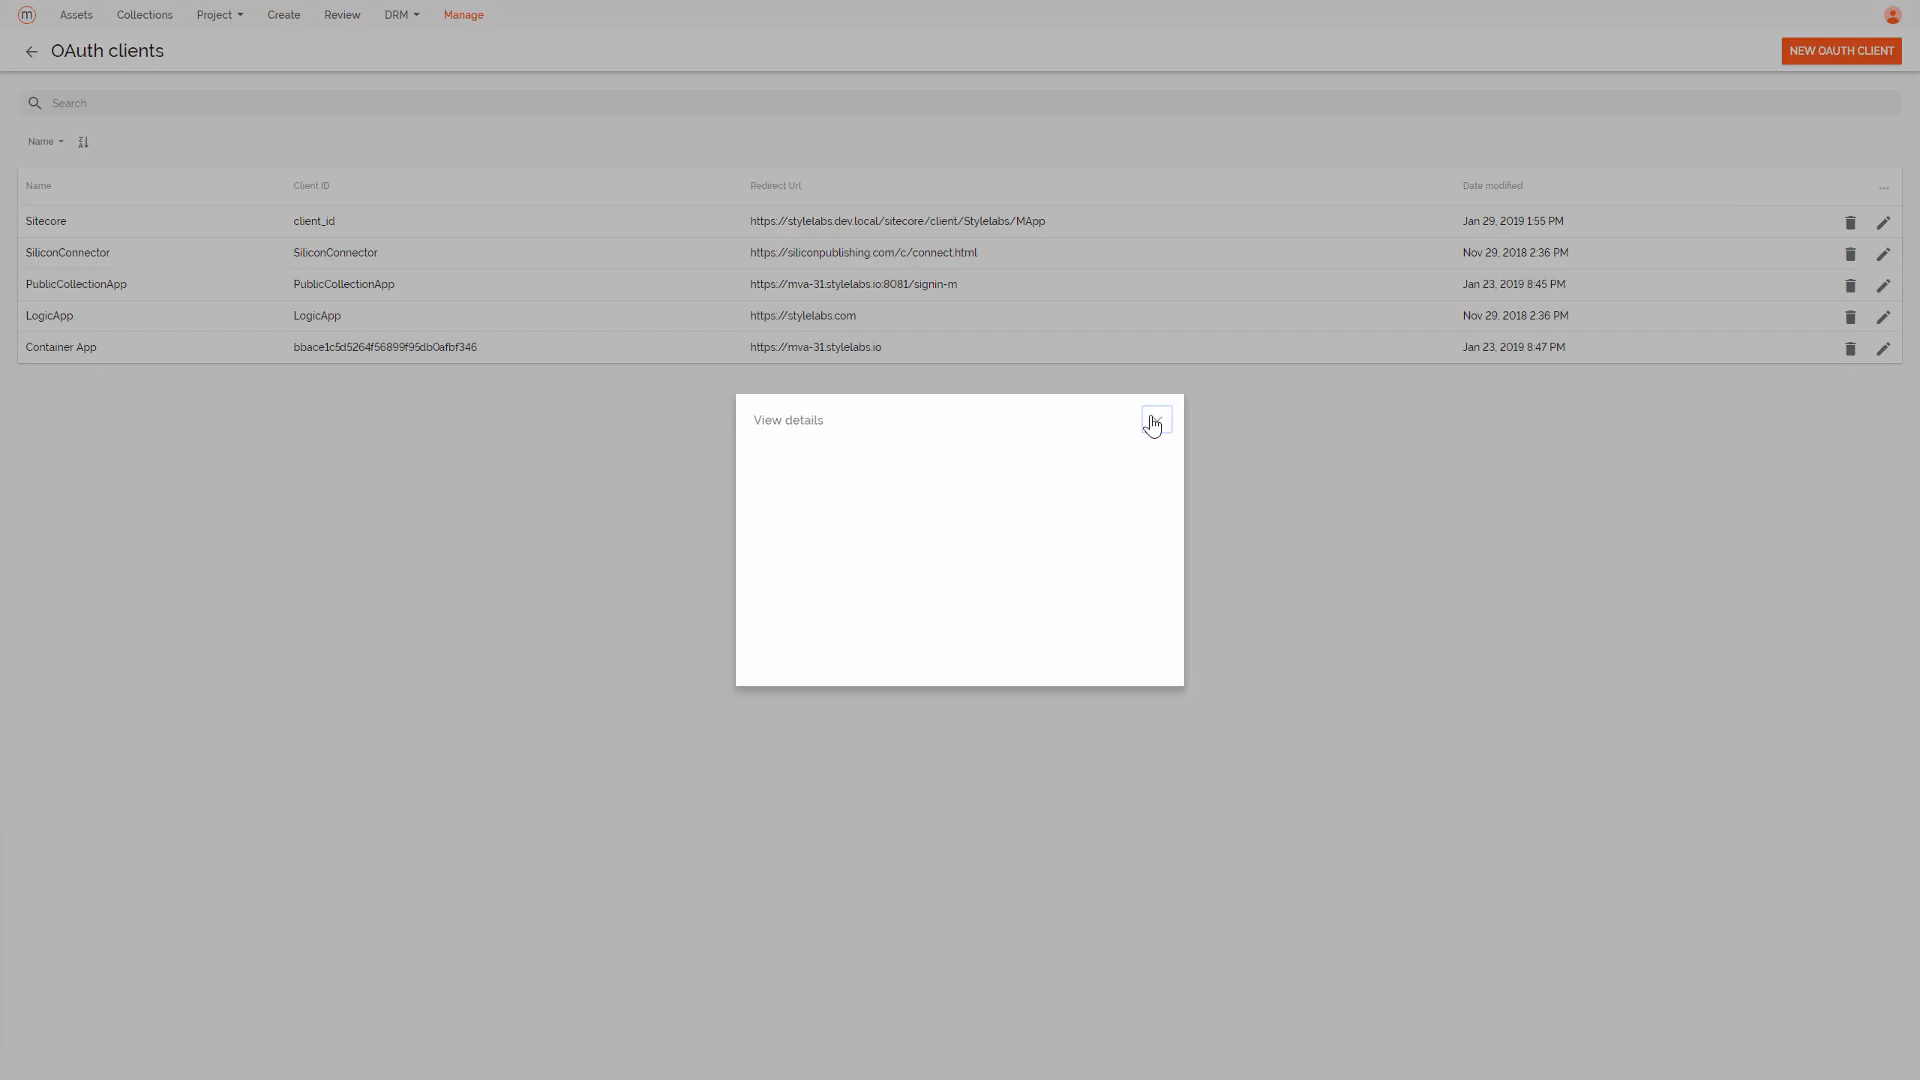 m Assets Collections Project Create Review DRM Manage
OAuth clients NEW OAUTH CLIENT
Search
Name
Name Client ID Redirect Url Date modified ...
Sitecore client_id https://stylelabs.dev.local/sitecore/client/Stylelabs/MApp Jan 29, 2019 1:55 PM
SiliconConnector SiliconConnector https://siliconpublishing.com/c/connect.html Nov 29, 2018 2:36 PM
PublicCollectionApp PublicCollectionApp https://mva-31.stylelabs.io:8081/signin-m Jan 23, 2019 8:45 PM
LogicApp LogicApp https://stylelabs.com Nov 29, 2018 2:36 PM
Container App bbace1c5d5264f56899f95db0afbf346 https://mva-31.stylelabs.io Jan 23, 2019 8:47 PM
View details